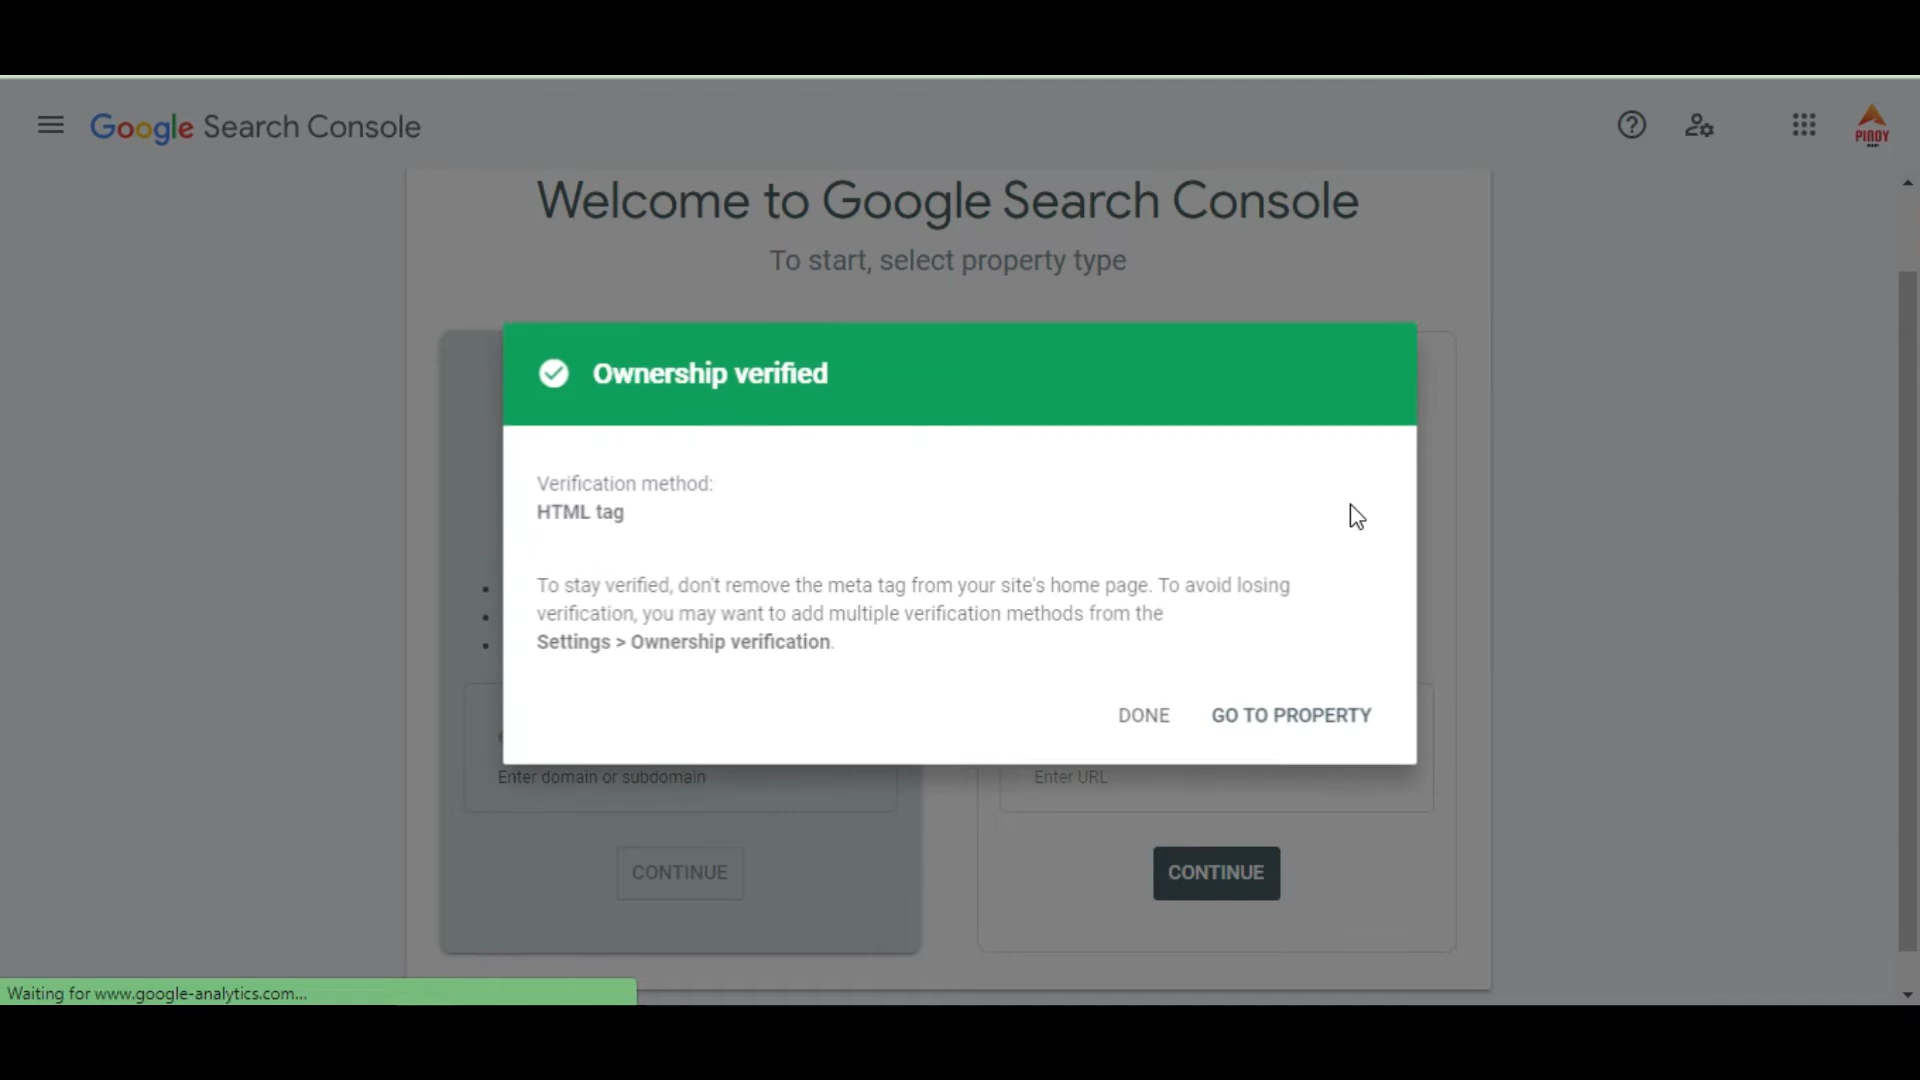 Google Search Console
PINOY
Welcome to Google Search Console
To start, select property type
Ownership verified
Verification method:
HTML tag
To stay verified, don't remove the meta tag from your site's home page. To avoid losing
verification, you may want to add multiple verification methods from the
Settings > Ownership verification.
DONE
GO TO PROPERTY
Enter domain or subdomain
Enter URL
CONTINUE
CONTINUE
Waiting for www.google-analytics.com...